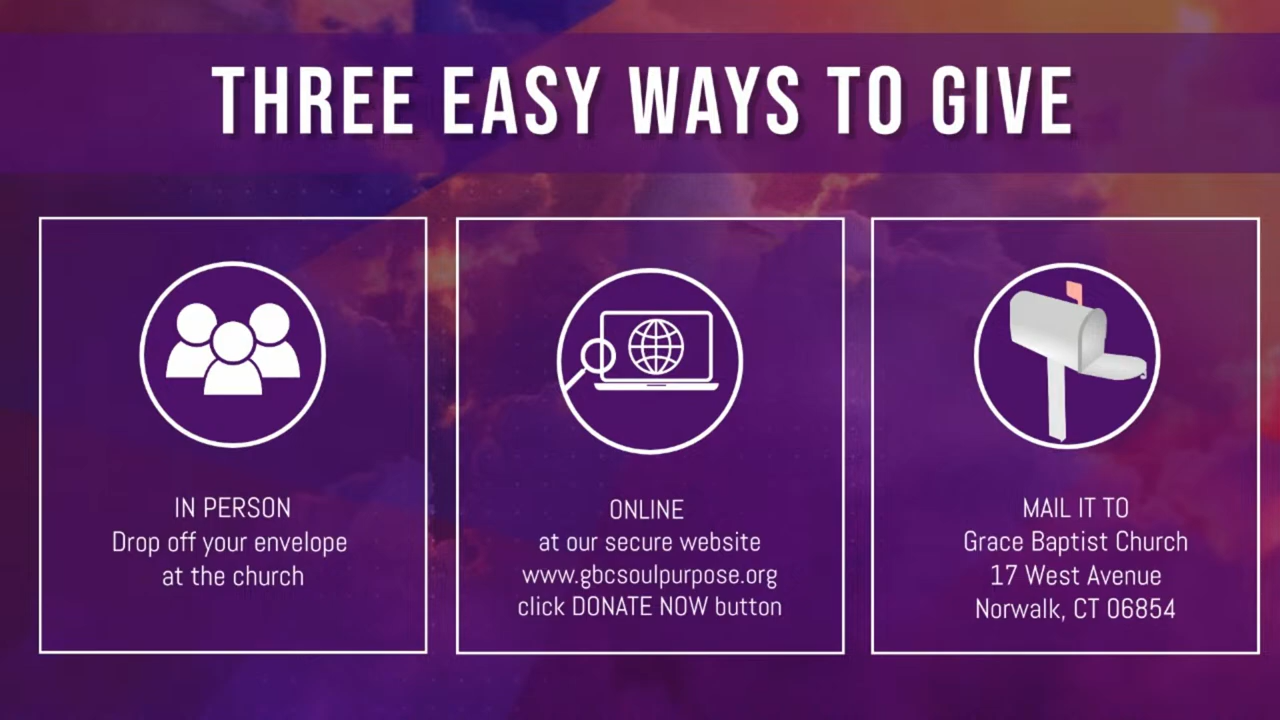 THREE EASY WAYS TO GIVE
IN PERSON
Drop off your envelope
at the church
ONLINE
at our secure website
www.gbcsoulpurpose.org
click DONATE NOW button
MAIL IT TO
Grace Baptist Church
17 West Avenue
Norwalk, CT 06854